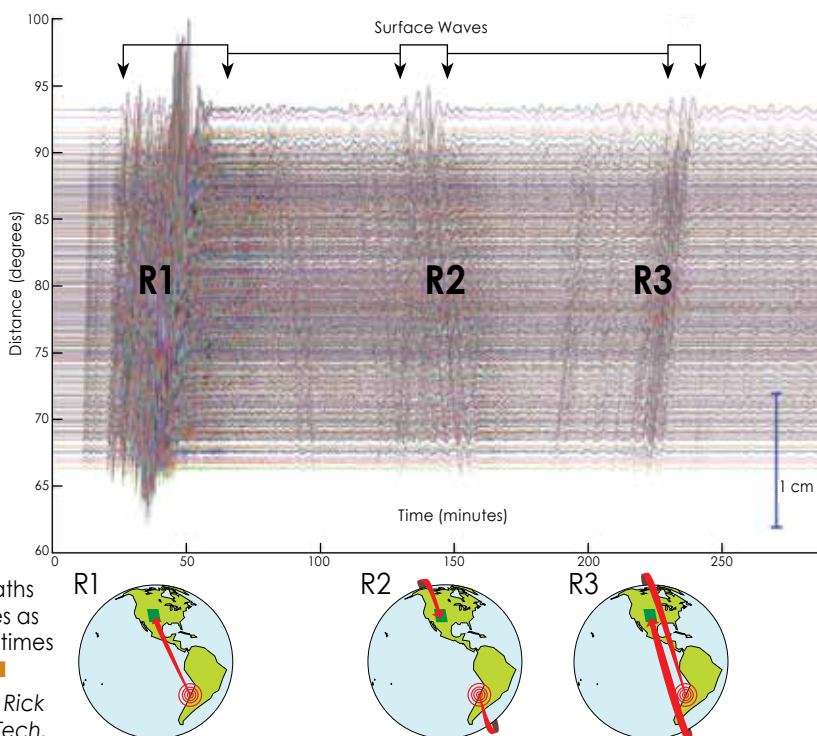 100
Surface Waves
95
90
85
R1
R2
R3
80
Distance (degrees)
75
70
65
1 cm
Time (minutes)
60
0
50
100
150
200
250
aths
es as
times
Rick
Tech.
R1
R2
R3